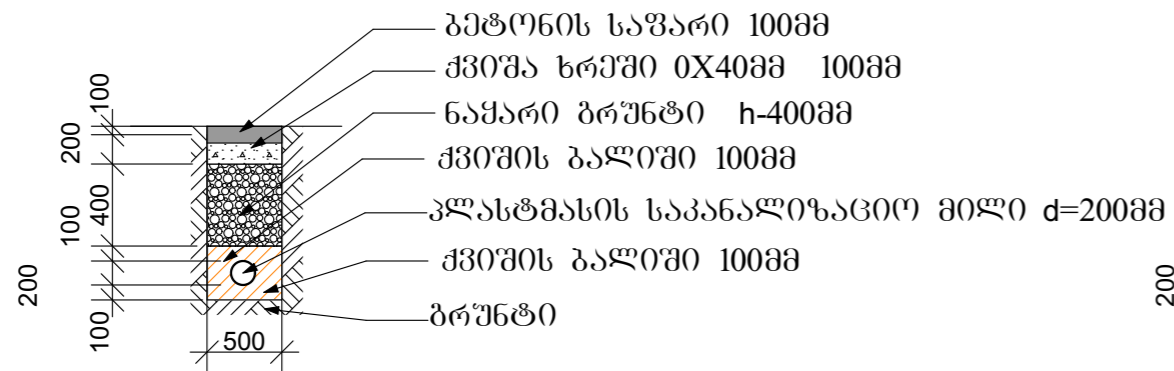 ბეტონის საფარი 100მმ
ქვიშა ხრეში 0X40მმ 100მმ
ნაყარი გრუნტი h-400მმ
ქვიშის ბალიში 100მმ
პლასტმასის საკანალიზაციო მილი d=200მმ
ქვიშის ბალიში 100მმ
გრუნტი
100
200
400
100
200
100
500
200